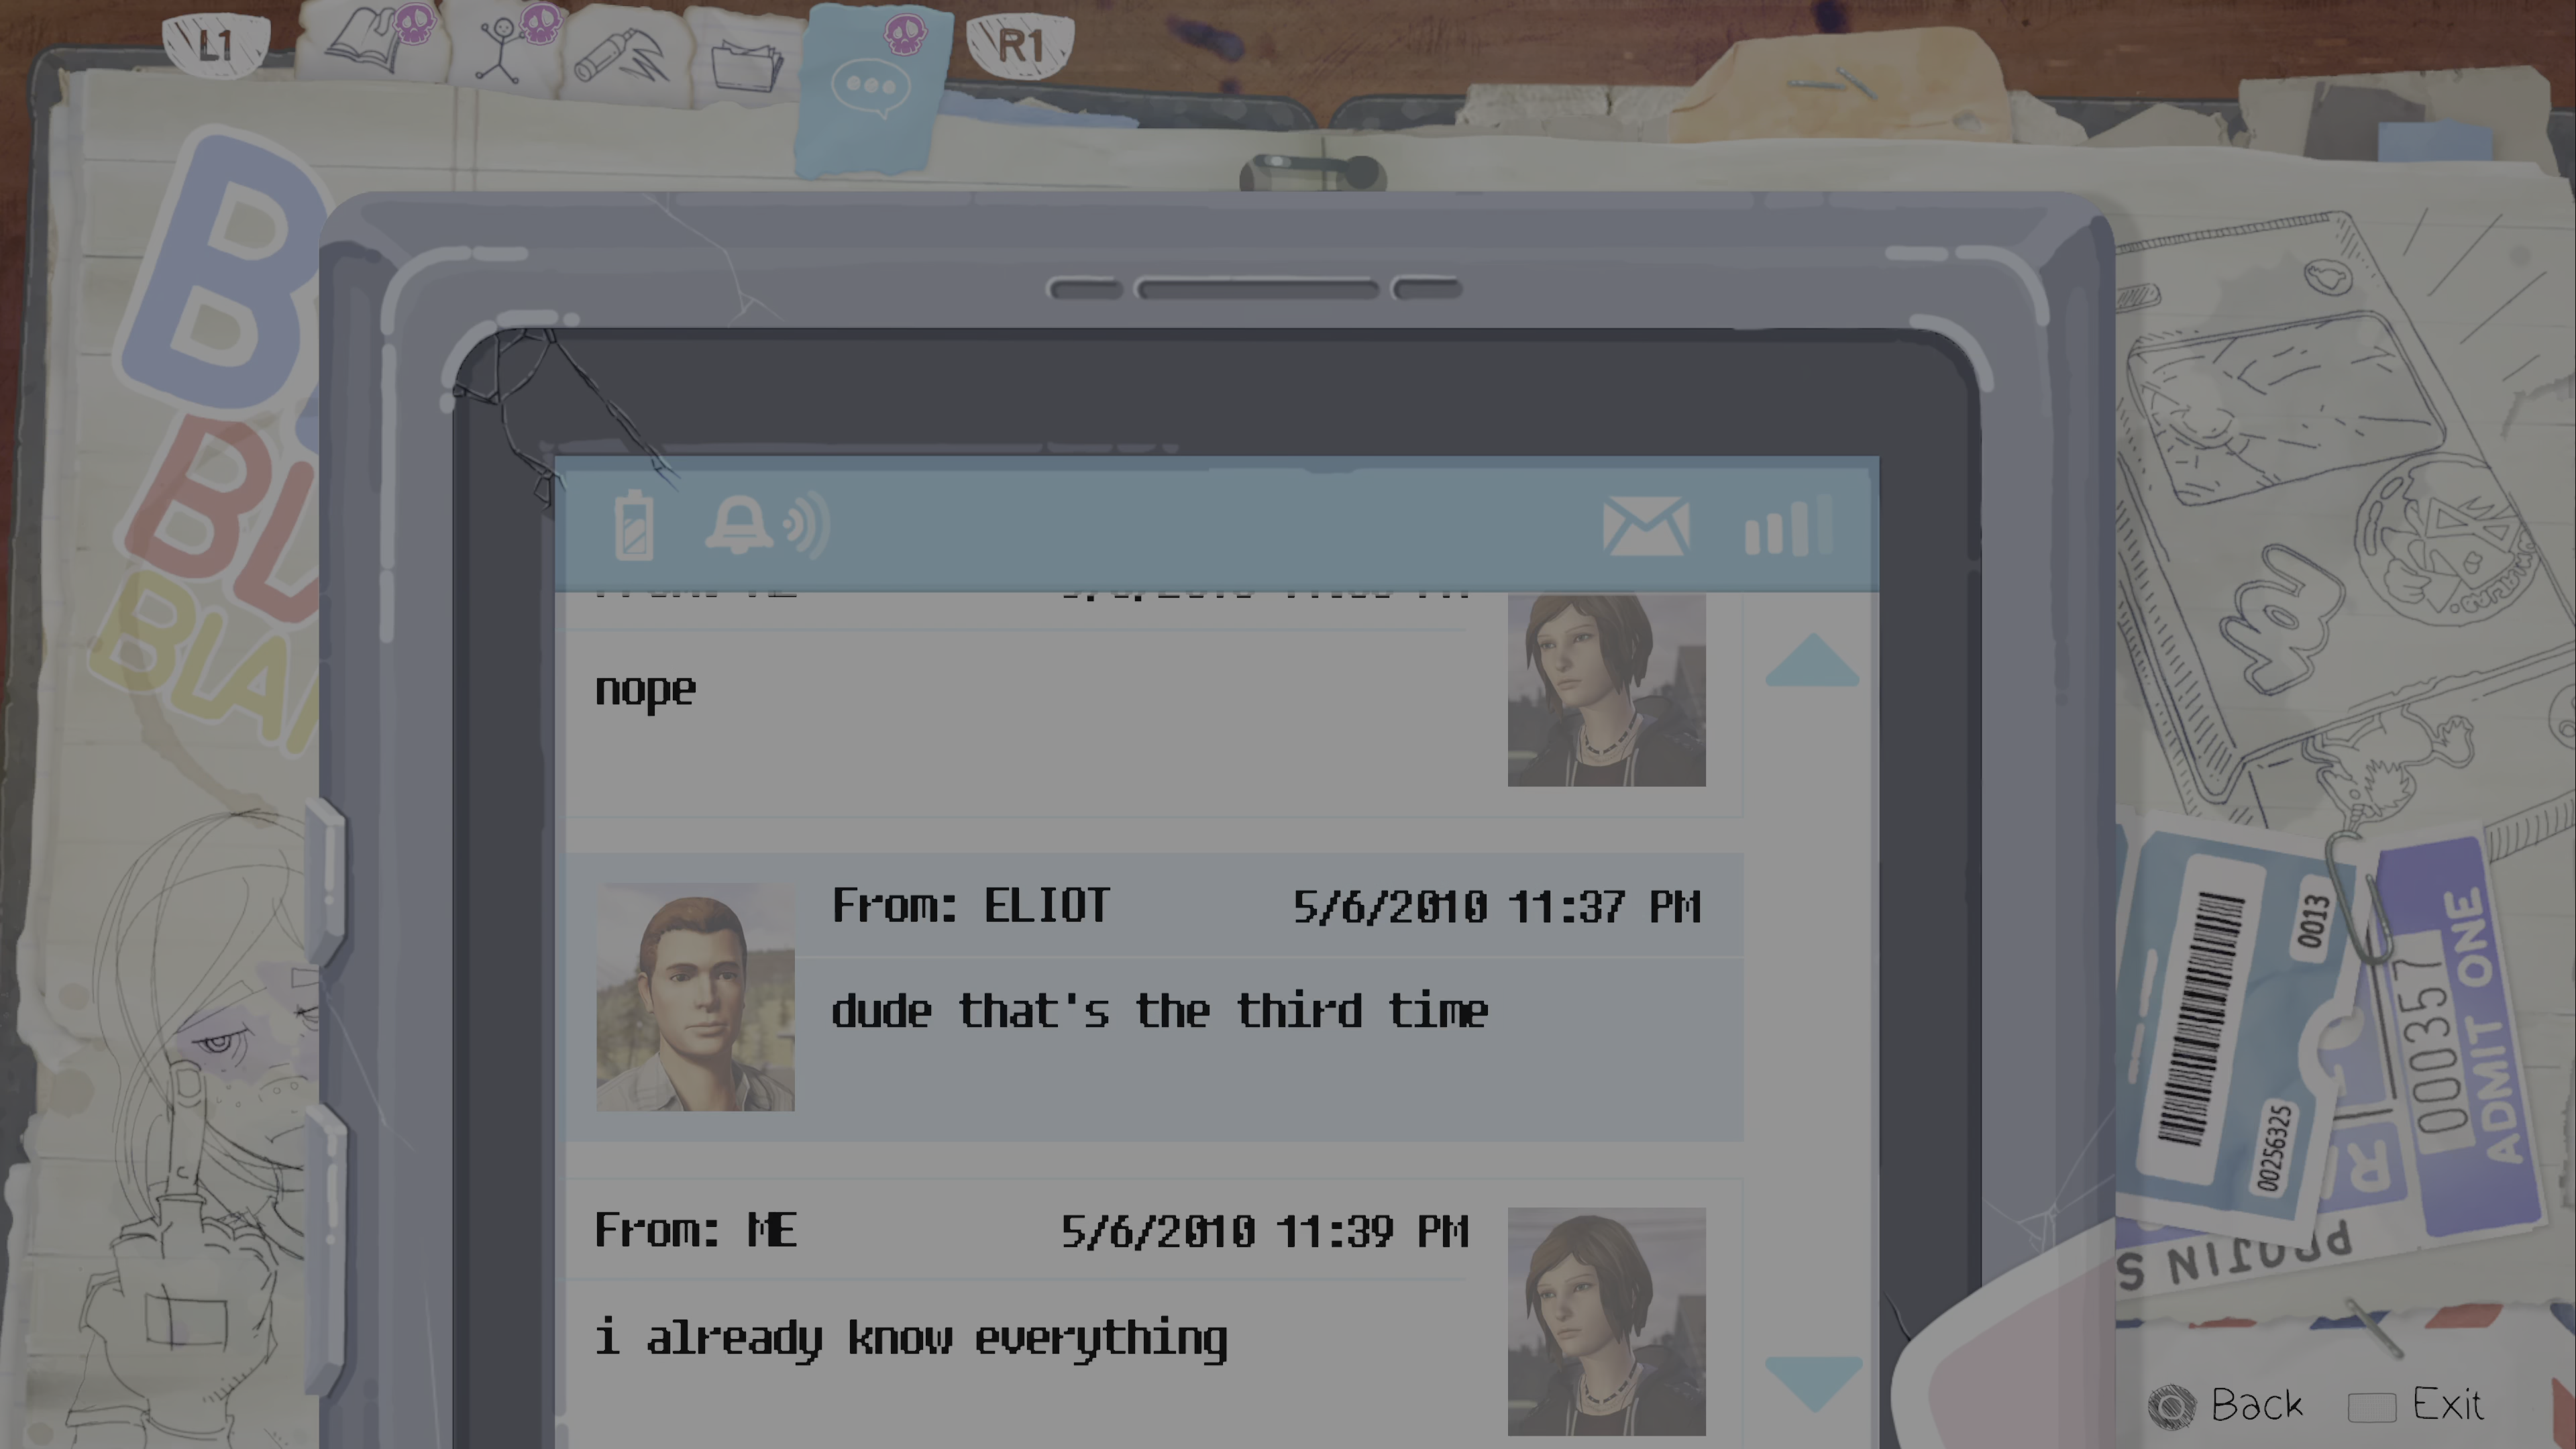 L1
R1
nope
From: ELIOT 5/6/2010 11:37 PM
dude that's the third time
From: ME 5/6/2010 11:39 PM
i already know everything
0013
00256325
000357
ADMIT ONE
Back
Exit